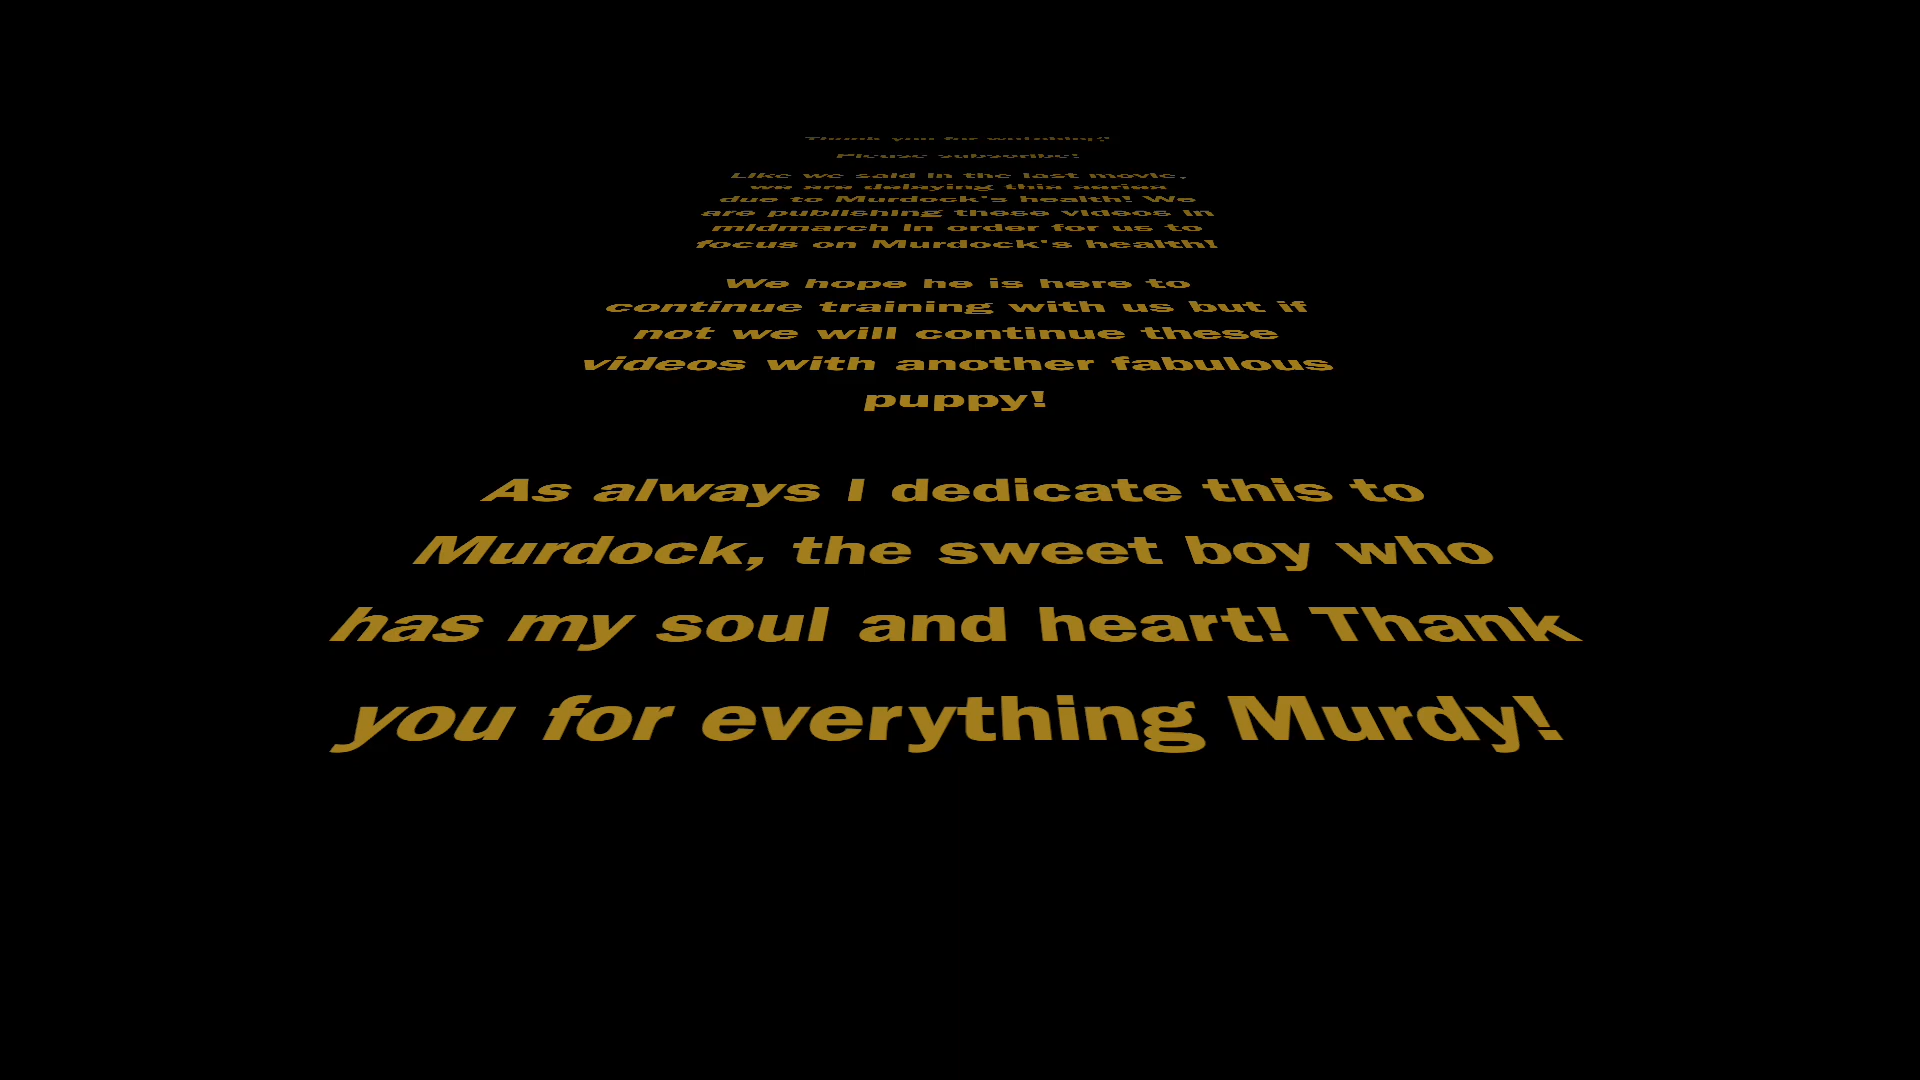 Thank you for watching!
Please subscribe!
Like we said in the last movie,
we are delaying this series
due to Murdock's health! We
are publishing these videos in
midmarch in order for us to
focus on Murdock's health!
We hope he is here to
continue training with us but if
not we will continue these
videos with another fabulous
puppy!
As always I dedicate this to
Murdock, the sweet boy who
has my soul and heart! Thank
you for everything Murdy!